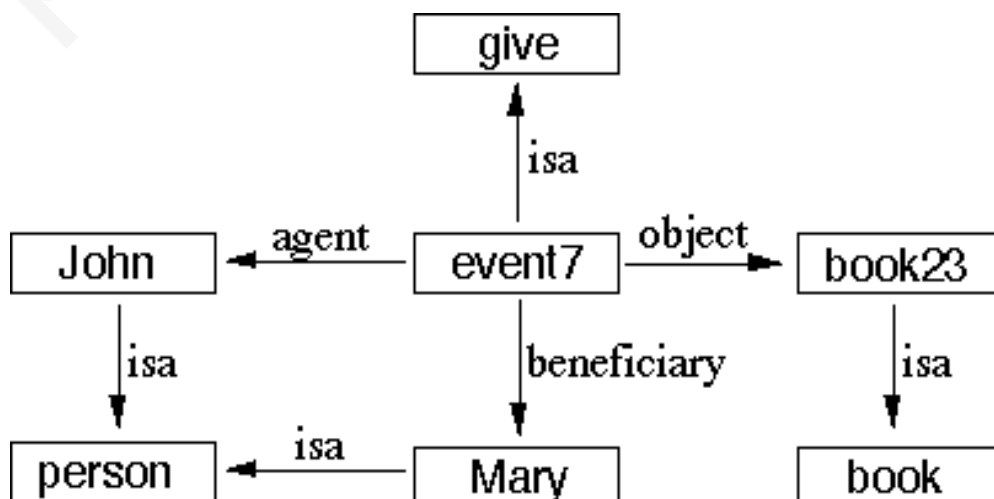 give
isa
agent
object
John
event7
book23
isa
beneficiary
isa
isa
person
Mary
book